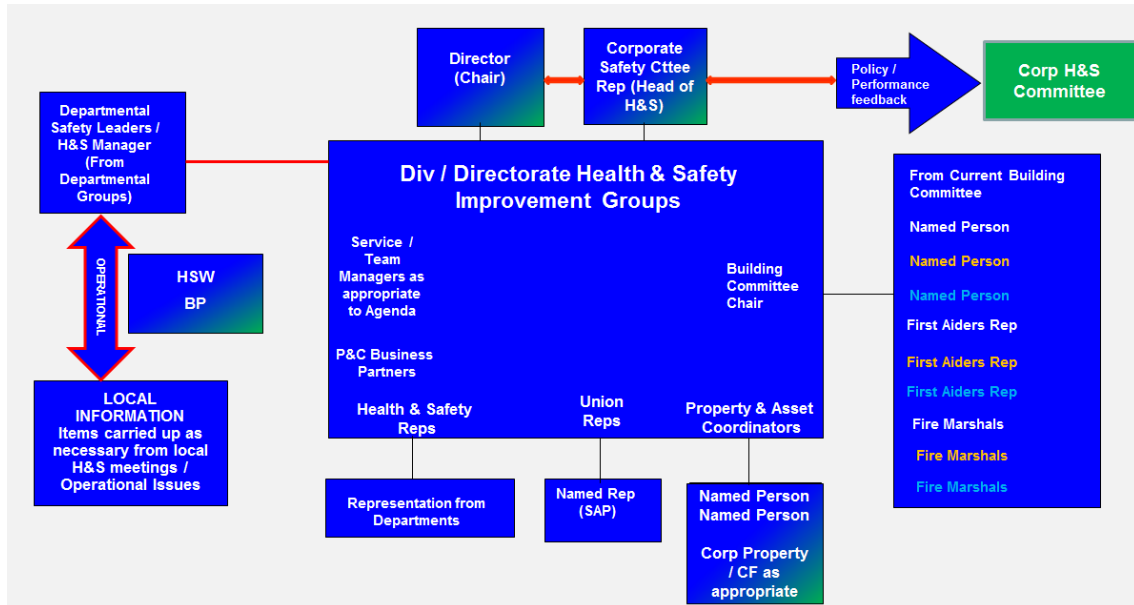 Director
(Chair)
Corporate
Safety Cttee
Rep (Head of
H&S)
Policy /
Performance
feedback
Corp H&S
Committee
Departmental
Safety Leaders /
H&S Manager
(From
Departmental
Groups)
OPERATIONAL
HSW
BP
LOCAL
INFORMATION
Items carried up as
necessary from local
H&S meetings /
Operational Issues
Div / Directorate Health & Safety
Improvement Groups
Service /
Team
Managers as
appropriate
to Agenda
Building
Committee
Chair
P&C Business
Partners
Health & Safety
Reps
Union
Reps
Property & Asset
Coordinators
Representation from
Departments
Named Rep
(SAP)
Named Person
Named Person
Corp Property
/ CF as
appropriate
From Current Building
Committee
Named Person
Named Person
Named Person
First Aiders Rep
First Aiders Rep
First Aiders Rep
Fire Marshals
Fire Marshals
Fire Marshals